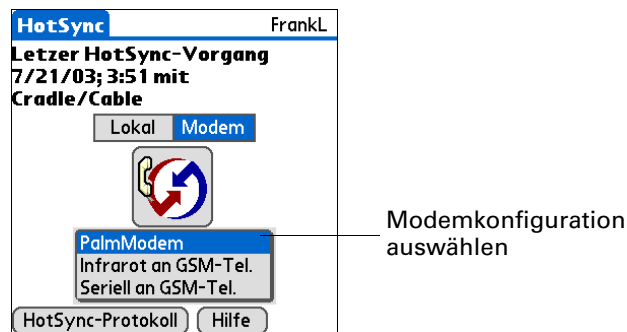 HotSync FrankL
Letzer HotSync-Vorgang
7/21/03; 3:51 mit
Cradle/Cable
Lokal Modem
PalmModem
Infrarot an GSM-Tel.
Seriell an GSM-Tel.
HotSync-Protokoll Hilfe
Modemkonfiguration
auswählen